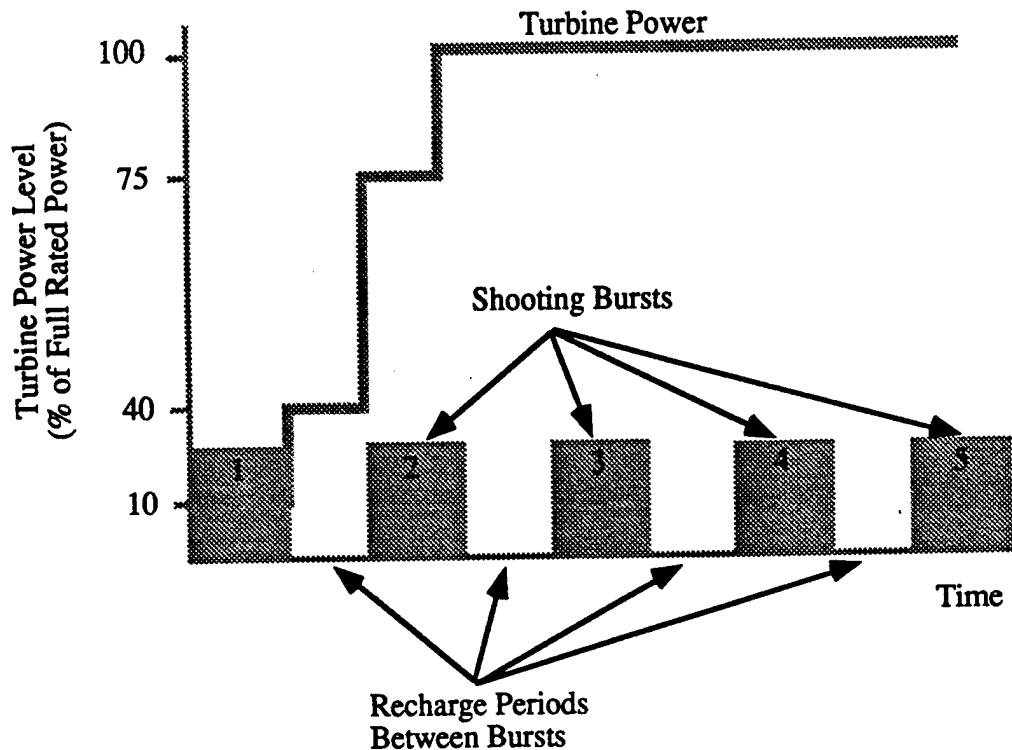 Turbine Power
100
75
40
10
Turbine Power Level
(% of Full Rated Power)
Shooting Bursts
1
2
3
4
5
Time
Recharge Periods
Between Bursts